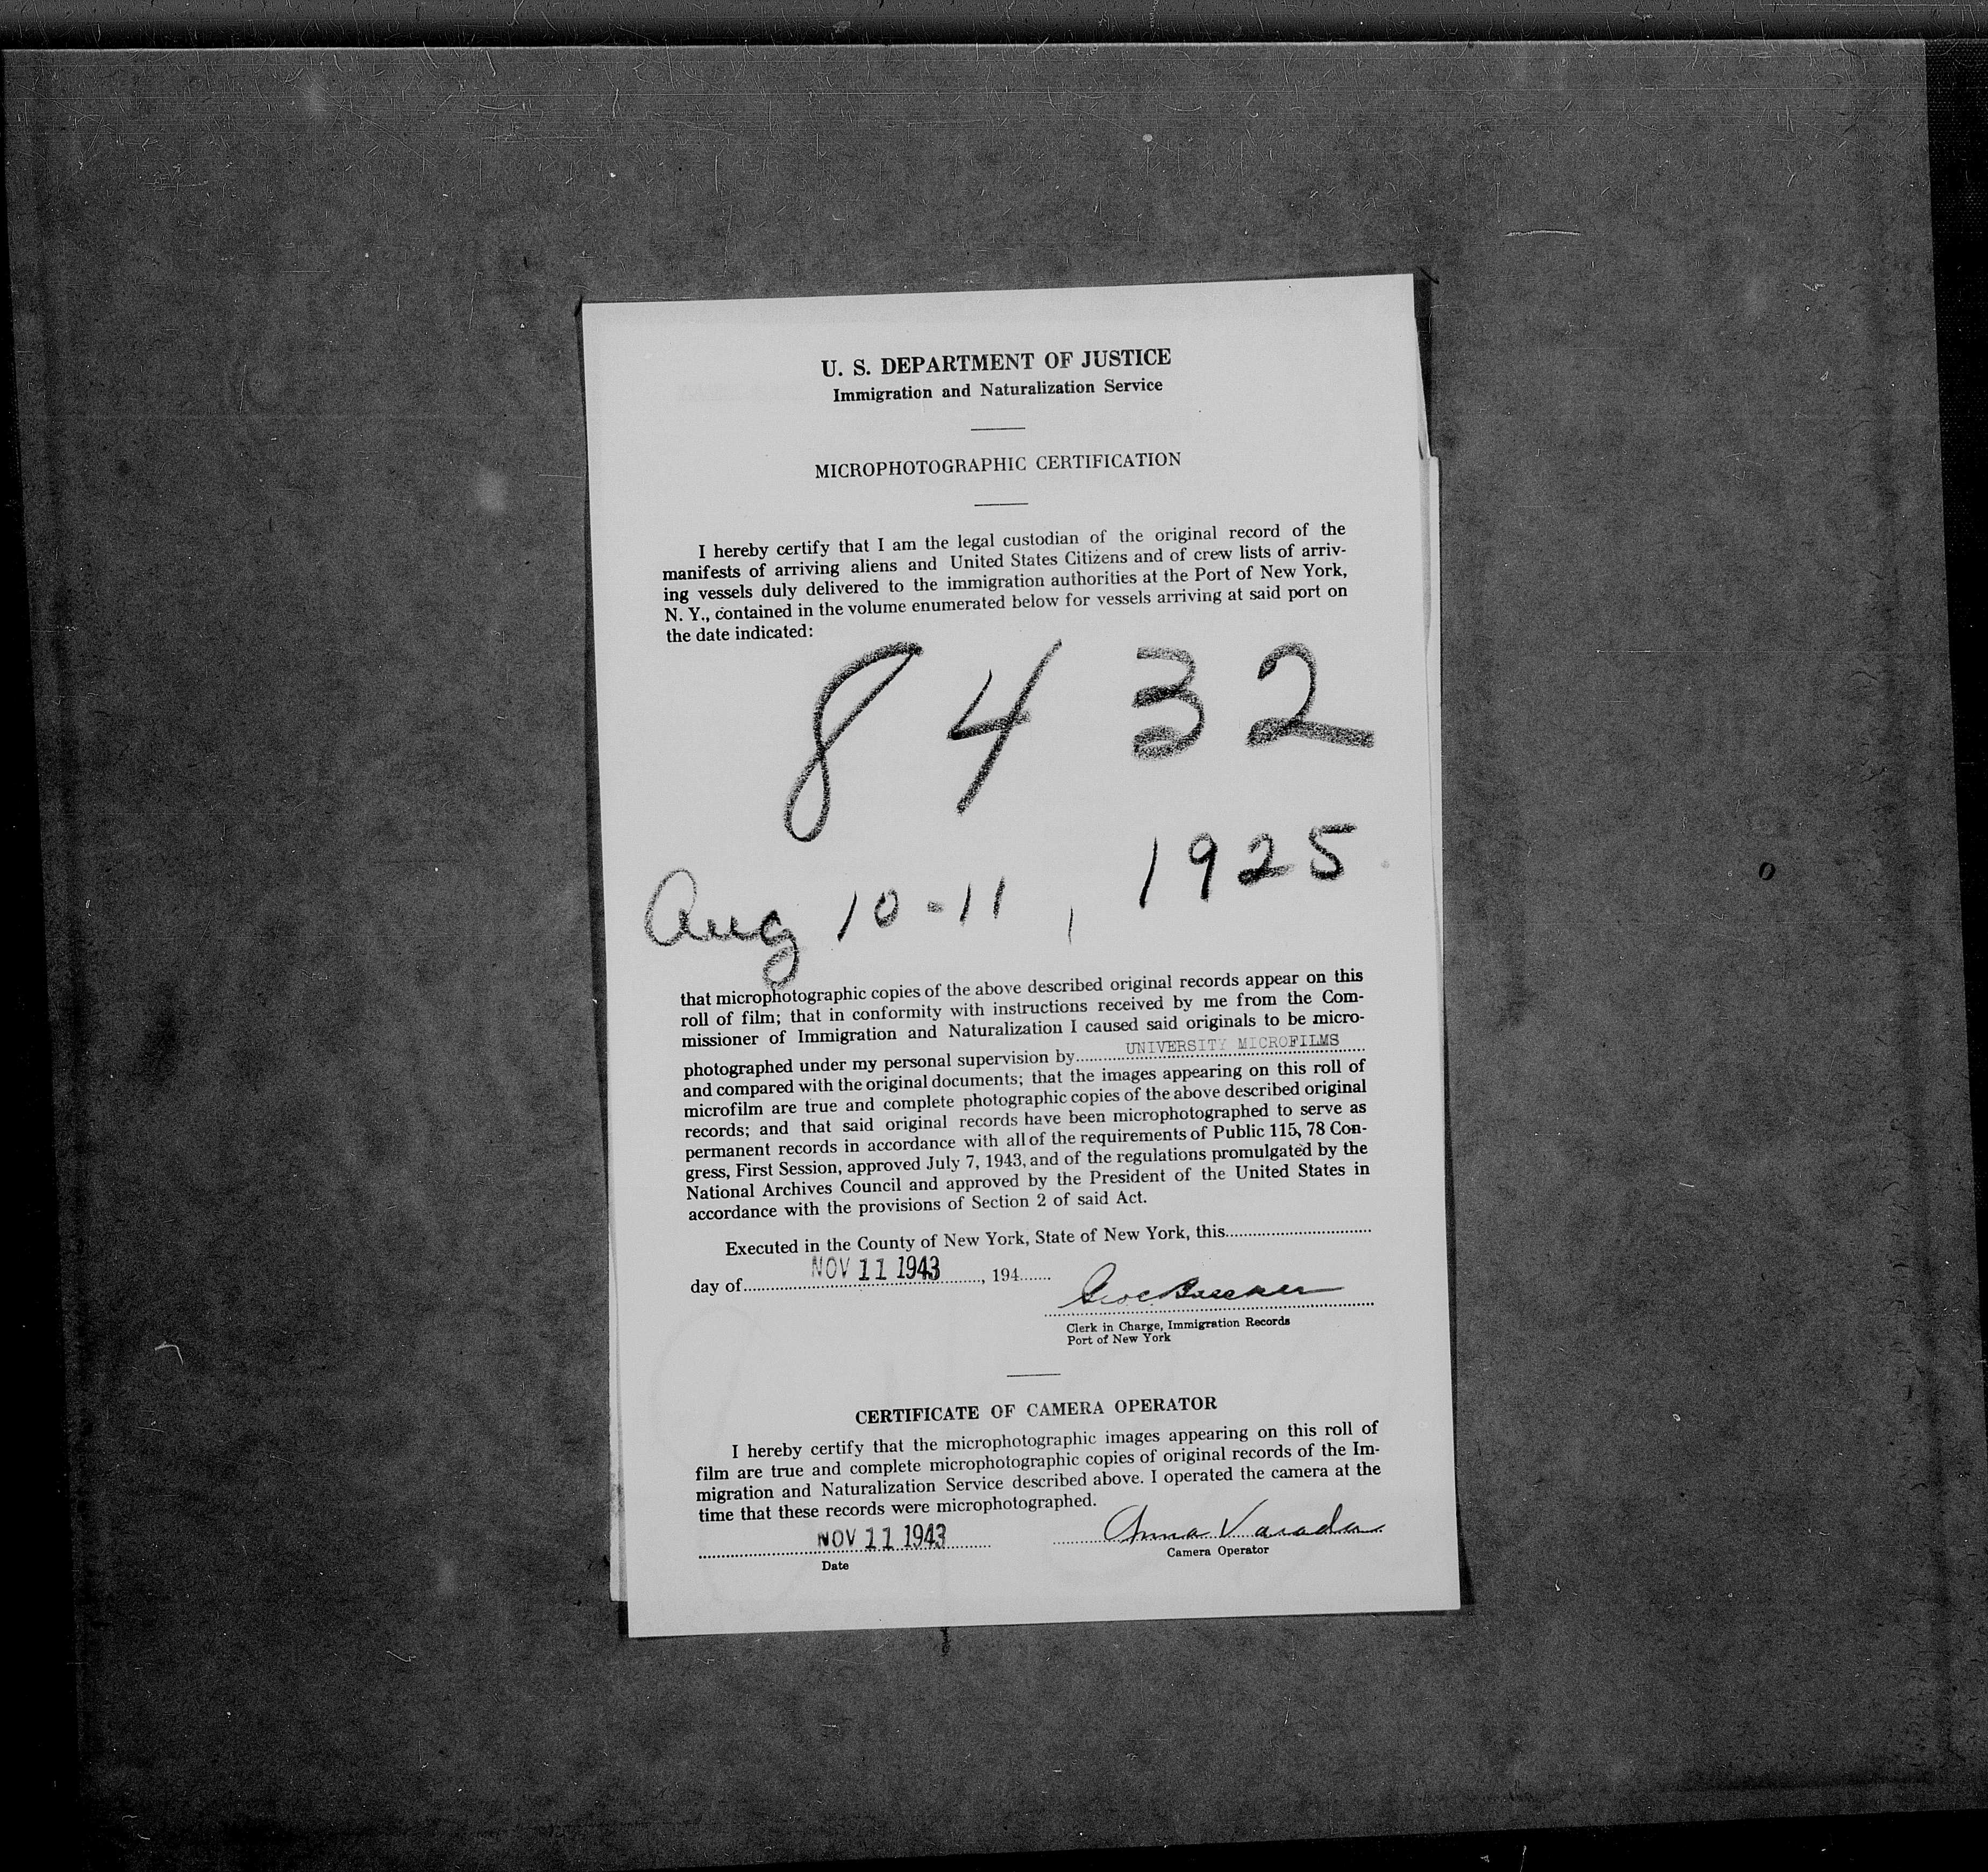 U. S. DEPARTMENT OF JUSTICE
Immigration and Naturalization Service
MICROPHOTOGRAPHIC CERTIFICATION
I hereby certify that I am the legal custodian of the original record of the
manifests of arriving aliens and United States Citizens and of crew lists of arriv-
ing vessels duly delivered to the immigration authorities at the Port of New York,
N. Y., contained in the volume enumerated below for vessels arriving at said port on
the date indicated:
8 4 32
Aug 10-11, 1925
that microphotographic copies of the above described original records appear on this
roll of film; that in conformity with instructions received by me from the Com-
missioner of Immigration and Naturalization I caused said originals to be micro-
photographed under my personal supervision by UNIVERSITY MICROFILMS
and compared with the original documents; that the images appearing on this roll of
microfilm are true and complete photographic copies of the above described original
records; and that said original records have been microphotographed to serve as
permanent records in accordance with all of the requirements of Public 115, 78 Con-
gress, First Session, approved July 7, 1943, and of the regulations promulgated by the
National Archives Council and approved by the President of the United States in
accordance with the provisions of Section 2 of said Act.
Executed in the County of New York, State of New York, this
day of NOV 11 1943, 194
Clerk in Charge, Immigration Records
Port of New York
CERTIFICATE OF CAMERA OPERATOR
I hereby certify that the microphotographic images appearing on this roll of
film are true and complete microphotographic copies of original records of the Im-
migration and Naturalization Service described above. I operated the camera at the
time that these records were microphotographed.
NOV 11 1943 Anna
Date Camera Operator